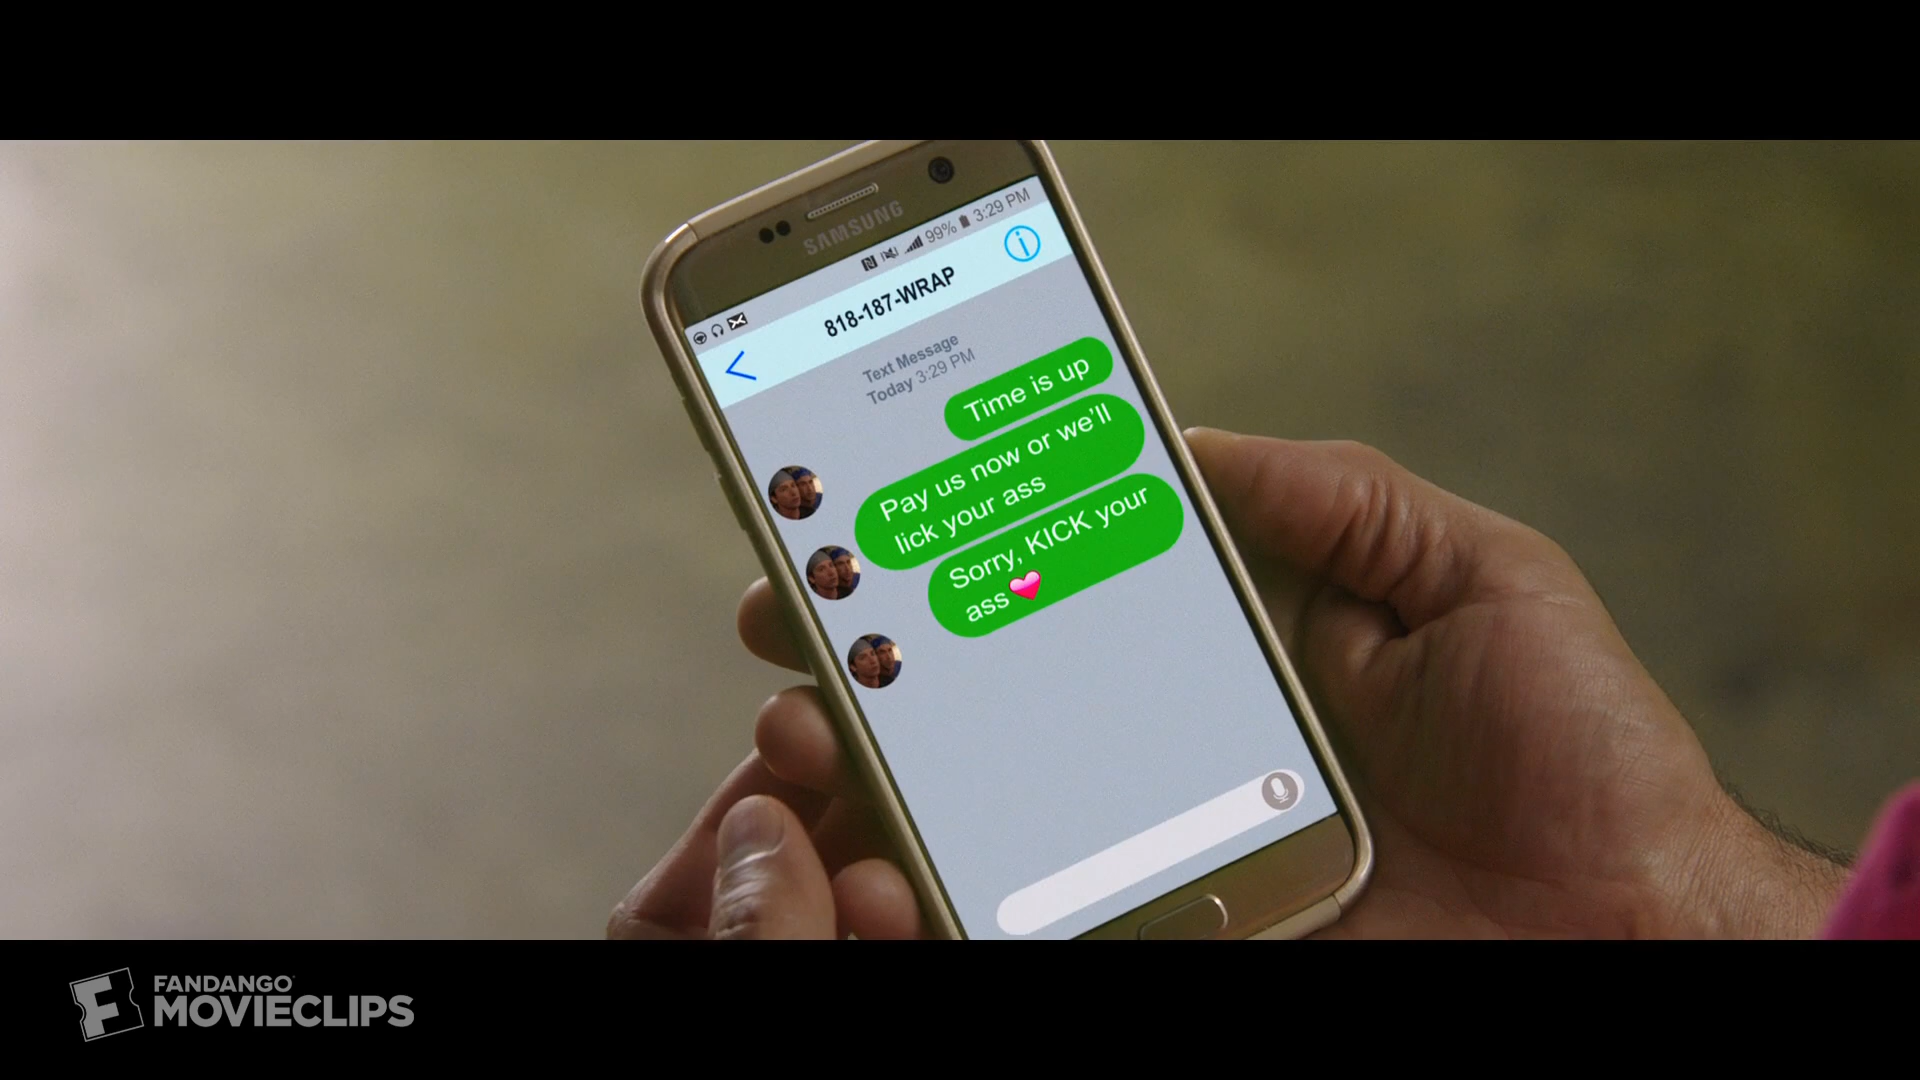 SAMSUNG
99% 3:29 PM
818-187-WRAP
Text Message
Today 3:29 PM
Time is up
Pay us now or we'll
lick your ass
Sorry, KICK your
ass
FANDANGO
MOVIECLIPS